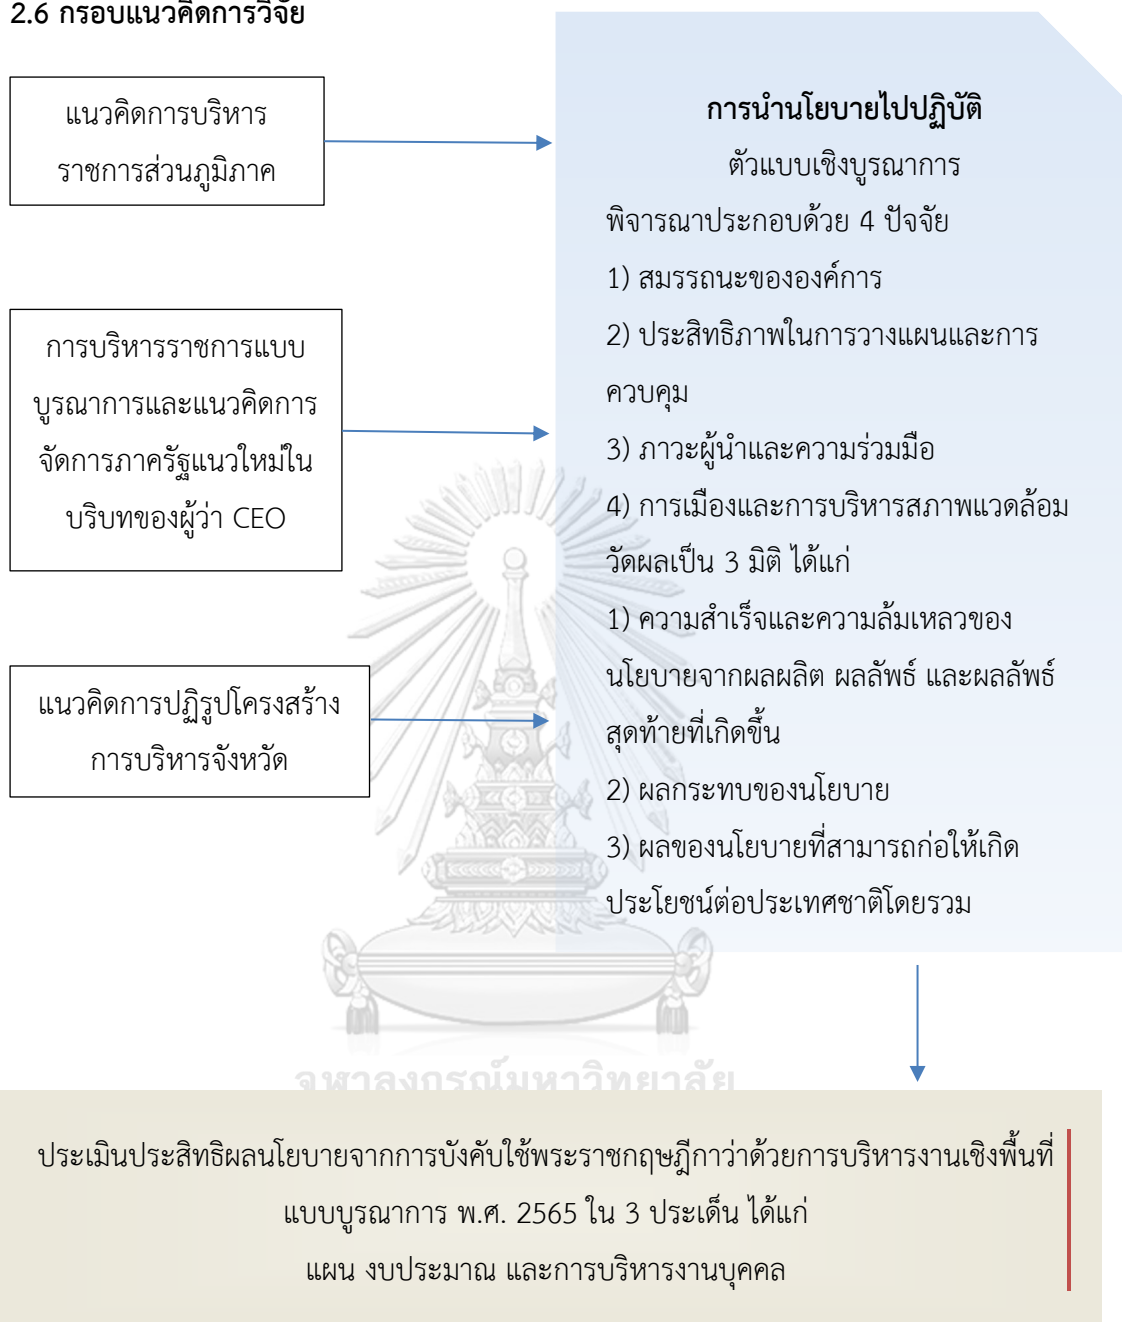 2.6 กรอบแนวคิดการวิจัย
แนวคิดการบริหาร
ราชการส่วนภูมิภาค
การบริหารราชการแบบ
บูรณาการและแนวคิดการ
จัดการภาครัฐแนวใหม่ใน
บริบทของผู้ว่า CEO
แนวคิดการปฏิรูปโครงสร้าง
การบริหารจังหวัด
การนำนโยบายไปปฏิบัติ
ตัวแบบเชิงบูรณาการ
พิจารณาประกอบด้วย 4 ปัจจัย
1) สมรรถนะขององค์การ
2) ประสิทธิภาพในการวางแผนและการ
ควบคุม
3) ภาวะผู้นำและความร่วมมือ
4) การเมืองและการบริหารสภาพแวดล้อม
วัดผลเป็น 3 มิติ ได้แก่
1) ความสำเร็จและความล้มเหลวของ
นโยบายจากผลผลิต ผลลัพธ์ และผลลัพธ์
สุดท้ายที่เกิดขึ้น
2) ผลกระทบของนโยบาย
3) ผลของนโยบายที่สามารถก่อให้เกิด
ประโยชน์ต่อประเทศชาติโดยรวม
จุฬาลงกรณ์มหาวิทยาลัย
ประเมินประสิทธิผลนโยบายจากการบังคับใช้พระราชกฤษฎีกาว่าด้วยการบริหารงานเชิงพื้นที่
แบบบูรณาการ พ.ศ. 2565 ใน 3 ประเด็น ได้แก่
แผน งบประมาณ และการบริหารงานบุคคล